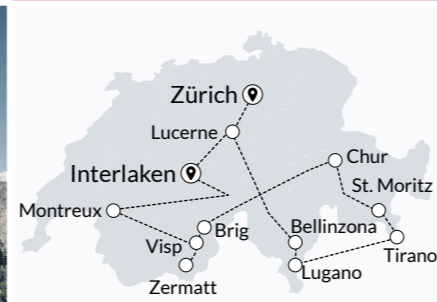 Zürich
Lucerne
Interlaken
Chur
St. Moritz
Montreux
Brig
Bellinzona
Visp
Tirano
Lugano
Zermatt